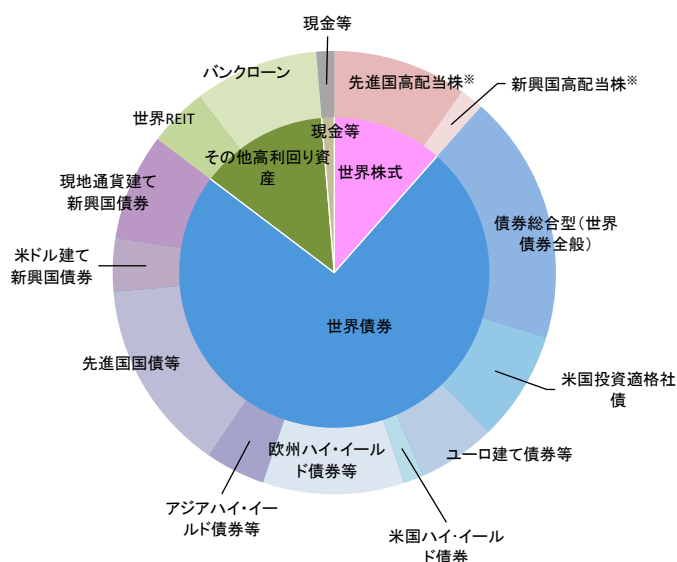 現金等
先進国高配当株※
新興国高配当株※
バンクローン
世界REIT
現金等
その他高利回り資
産
世界株式
現地通貨建て
新興国債券
債券総合型(世界
債券全般)
米ドル建て
新興国債券
世界債券
先進国国債等
米国投資適格社
債
欧州ハイ・イール
ド債券等
ユーロ建て債券等
アジアハイ・イー
ルド債券等
米国ハイ・イール
ド債券